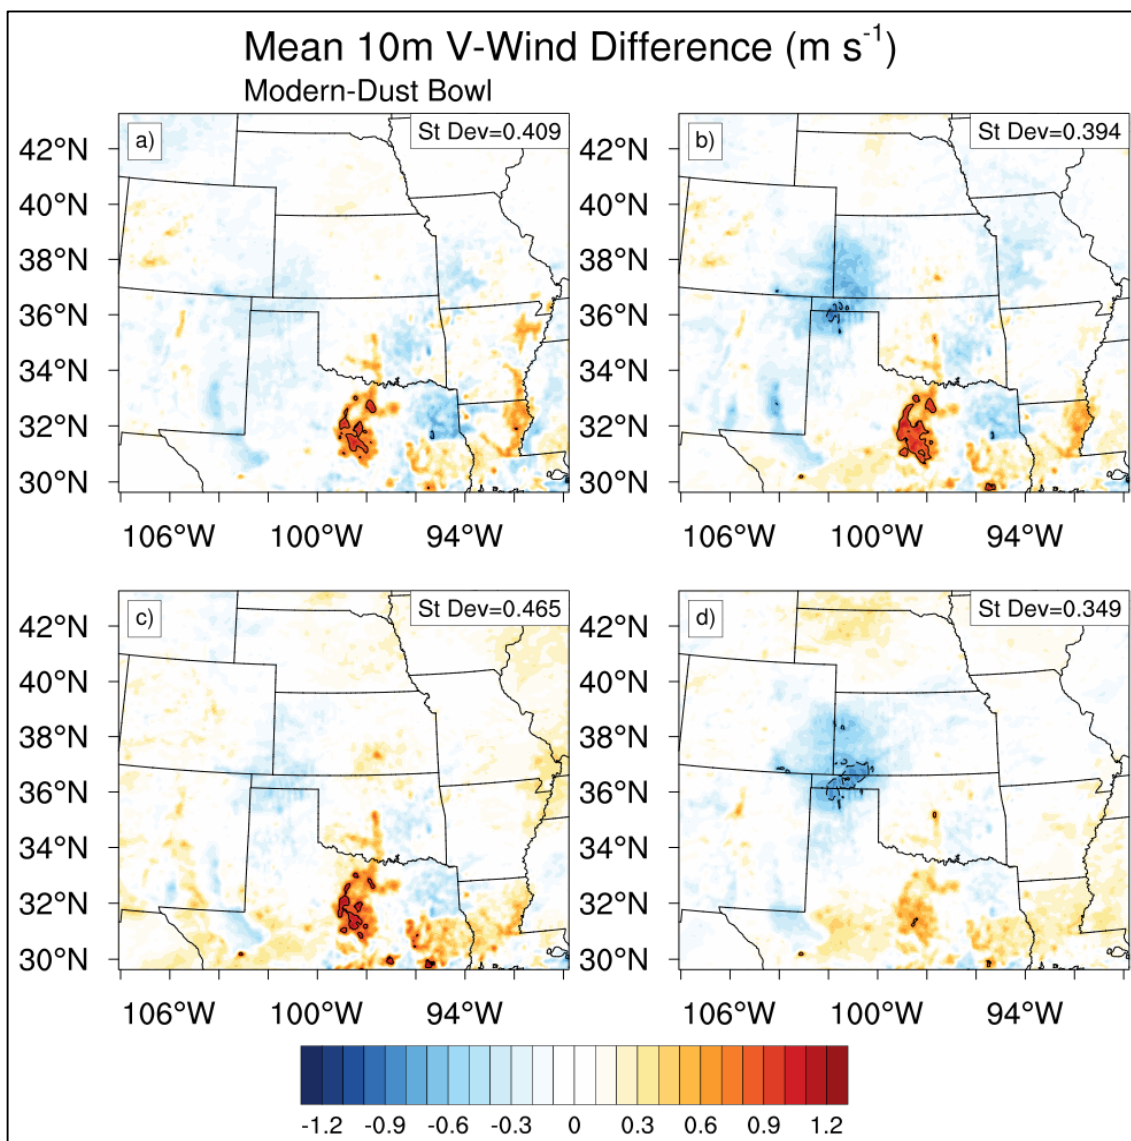 Mean 10m V-Wind Difference (m s⁻¹)
Modern-Dust Bowl
a)
St Dev=0.409
b)
St Dev=0.394
42°N
40°N
38°N
36°N
34°N
32°N
30°N
42°N
40°N
38°N
36°N
34°N
32°N
30°N
106°W 100°W 94°W
106°W 100°W 94°W
c)
St Dev=0.465
d)
St Dev=0.349
42°N
40°N
38°N
36°N
34°N
32°N
30°N
42°N
40°N
38°N
36°N
34°N
32°N
30°N
106°W 100°W 94°W
106°W 100°W 94°W
-1.2 -0.9 -0.6 -0.3 0 0.3 0.6 0.9 1.2